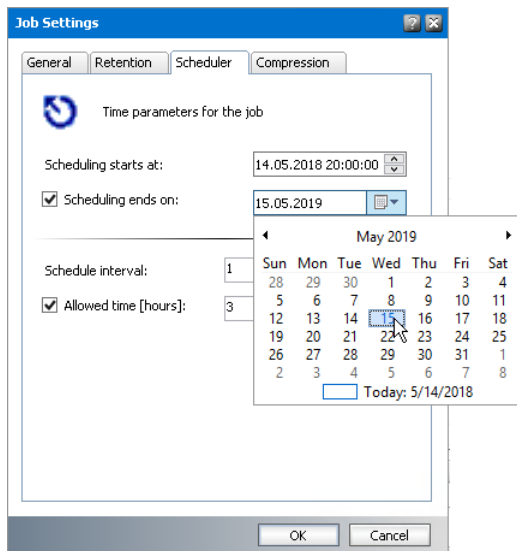 Job Settings ?
General Retention Scheduler Compression
Time parameters for the job
Scheduling starts at: 14.05.2018 20:00:00
Scheduling ends on: 15.05.2019
May 2019
Sun Mon Tue Wed Thu Fri Sat
28 29 30 1 2 3 4
5 6 7 8 9 10 11
12 13 14 15 16 17 18
19 20 21 22 23 24 25
26 27 28 29 30 31 1
2 3 4 5 6 7 8
Today: 5/14/2018
Schedule interval: 1
Allowed time [hours]: 3
OK Cancel